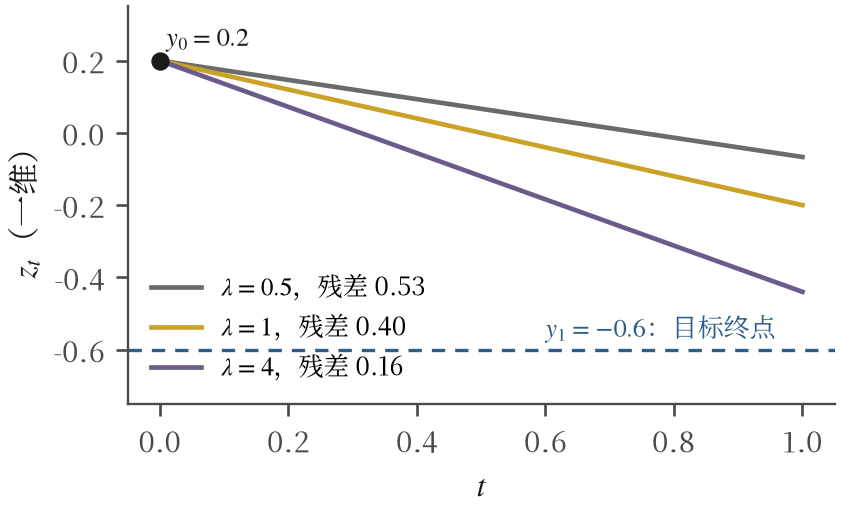 y₀ = 0.2
0.2
0.0
-0.2
-0.4
-0.6
zₜ（一维）
λ = 0.5，残差 0.53
λ = 1，残差 0.40
λ = 4，残差 0.16
y₁ = −0.6：目标终点
0.0 0.2 0.4 0.6 0.8 1.0
t